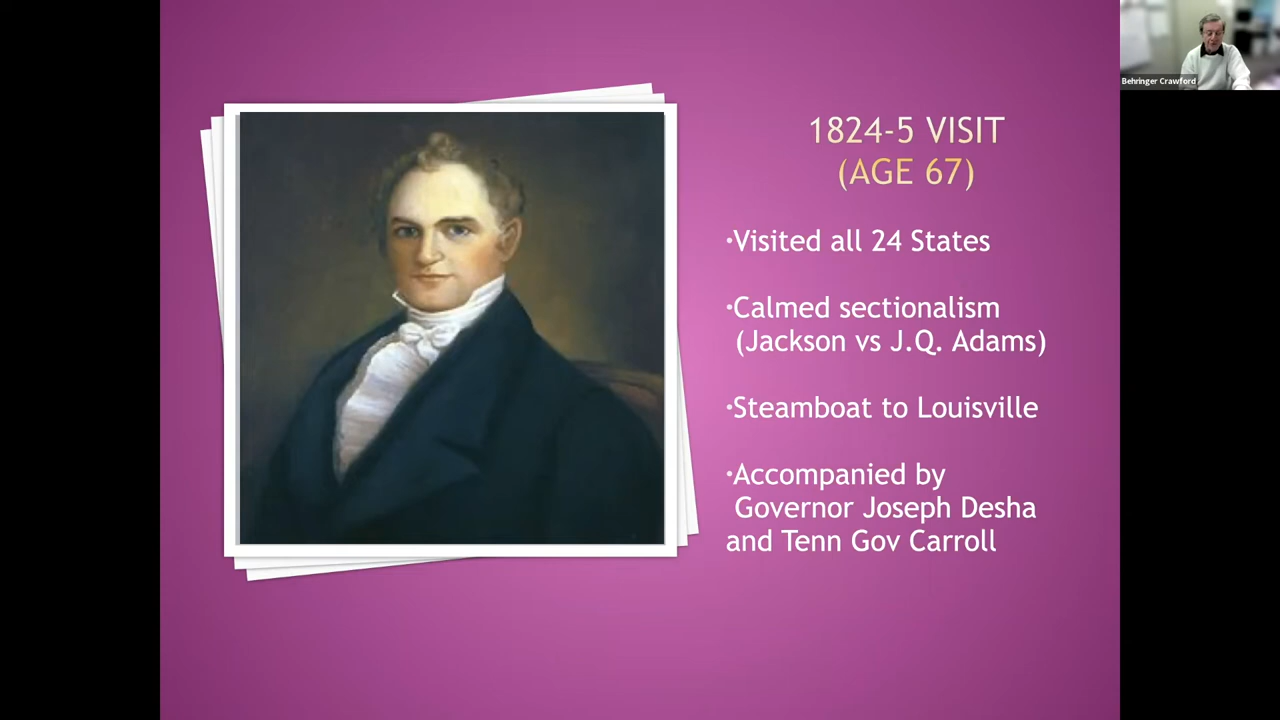 Behringer Crawford
1824-5 VISIT
(AGE 67)
•Visited all 24 States
•Calmed sectionalism
(Jackson vs J.Q. Adams)
•Steamboat to Louisville
•Accompanied by
Governor Joseph Desha
and Tenn Gov Carroll